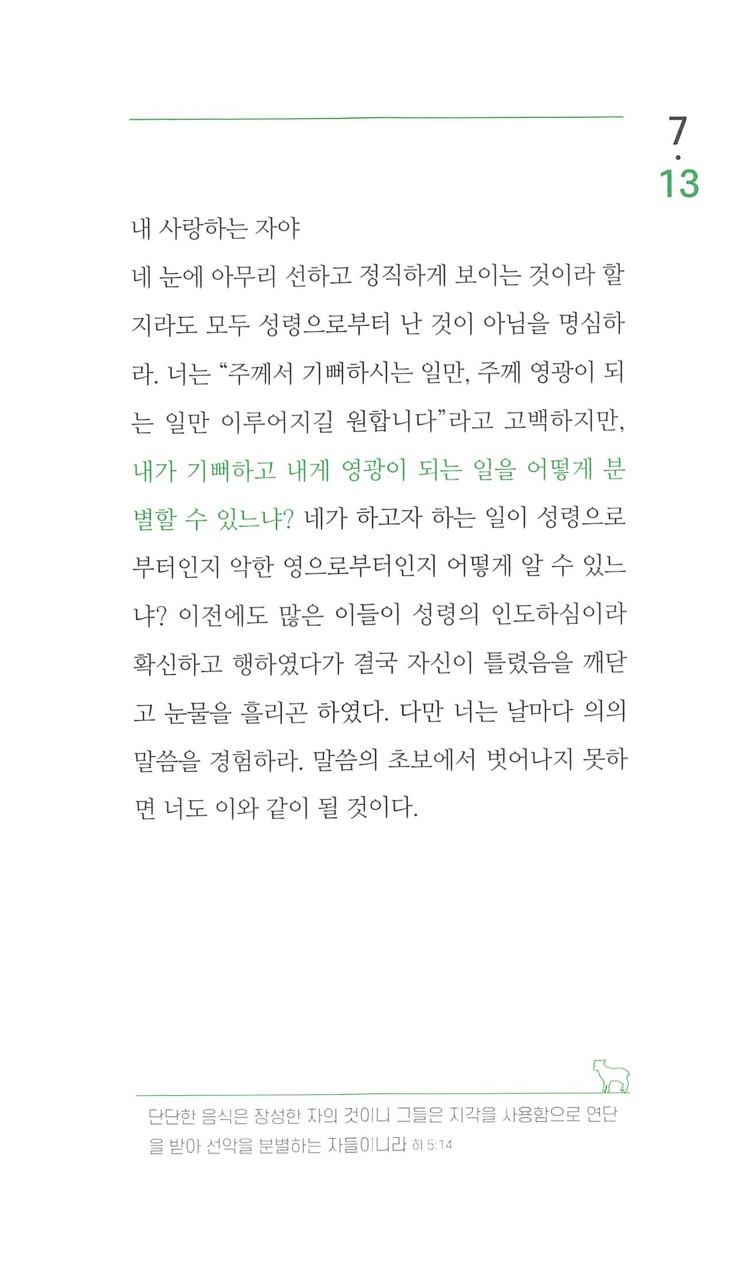 7
·
13
내 사랑하는 자야
네 눈에 아무리 선하고 정직하게 보이는 것이라 할
지라도 모두 성령으로부터 난 것이 아님을 명심하
라. 너는 “주께서 기뻐하시는 일만, 주께 영광이 되
는 일만 이루어지길 원합니다”라고 고백하지만,
내가 기뻐하고 내게 영광이 되는 일을 어떻게 분
별할 수 있느냐? 네가 하고자 하는 일이 성령으로
부터인지 악한 영으로부터인지 어떻게 알 수 있느
냐? 이전에도 많은 이들이 성령의 인도하심이라
확신하고 행하였다가 결국 자신이 틀렸음을 깨닫
고 눈물을 흘리곤 하였다. 다만 너는 날마다 의의
말씀을 경험하라. 말씀의 초보에서 벗어나지 못하
면 너도 이와 같이 될 것이다.
단단한 음식은 장성한 자의 것이니 그들은 지각을 사용함으로 연단
을 받아 선악을 분별하는 자들이니라 히 5:14